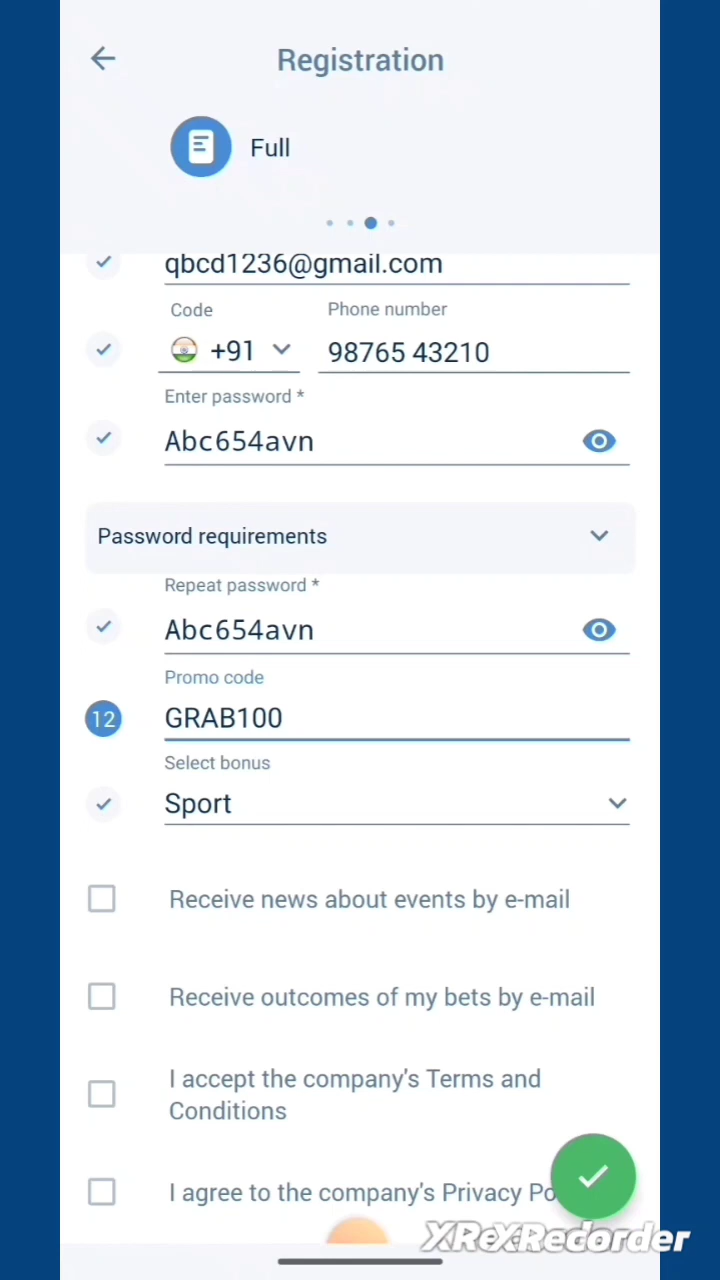 Registration
Full
qbcd1236@gmail.com
Code
Phone number
+91
98765 43210
Enter password *
Abc654avn
Password requirements
Repeat password *
Abc654avn
Promo code
12
GRAB100
Select bonus
Sport
Receive news about events by e-mail
Receive outcomes of my bets by e-mail
I accept the company's Terms and
Conditions
I agree to the company's Privacy Po
XRecorder